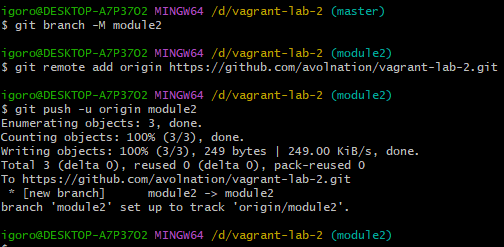 igoro@DESKTOP-A7P37O2 MINGW64 /d/vagrant-lab-2 (master)
$ git branch -M module2
igoro@DESKTOP-A7P37O2 MINGW64 /d/vagrant-lab-2 (module2)
$ git remote add origin https://github.com/avolnation/vagrant-lab-2.git
igoro@DESKTOP-A7P37O2 MINGW64 /d/vagrant-lab-2 (module2)
$ git push -u origin module2
Enumerating objects: 3, done.
Counting objects: 100% (3/3), done.
Writing objects: 100% (3/3), 249 bytes | 249.00 KiB/s, done.
Total 3 (delta 0), reused 0 (delta 0), pack-reused 0
To https://github.com/avolnation/vagrant-lab-2.git
 * [new branch]      module2 -> module2
branch 'module2' set up to track 'origin/module2'.
igoro@DESKTOP-A7P37O2 MINGW64 /d/vagrant-lab-2 (module2)